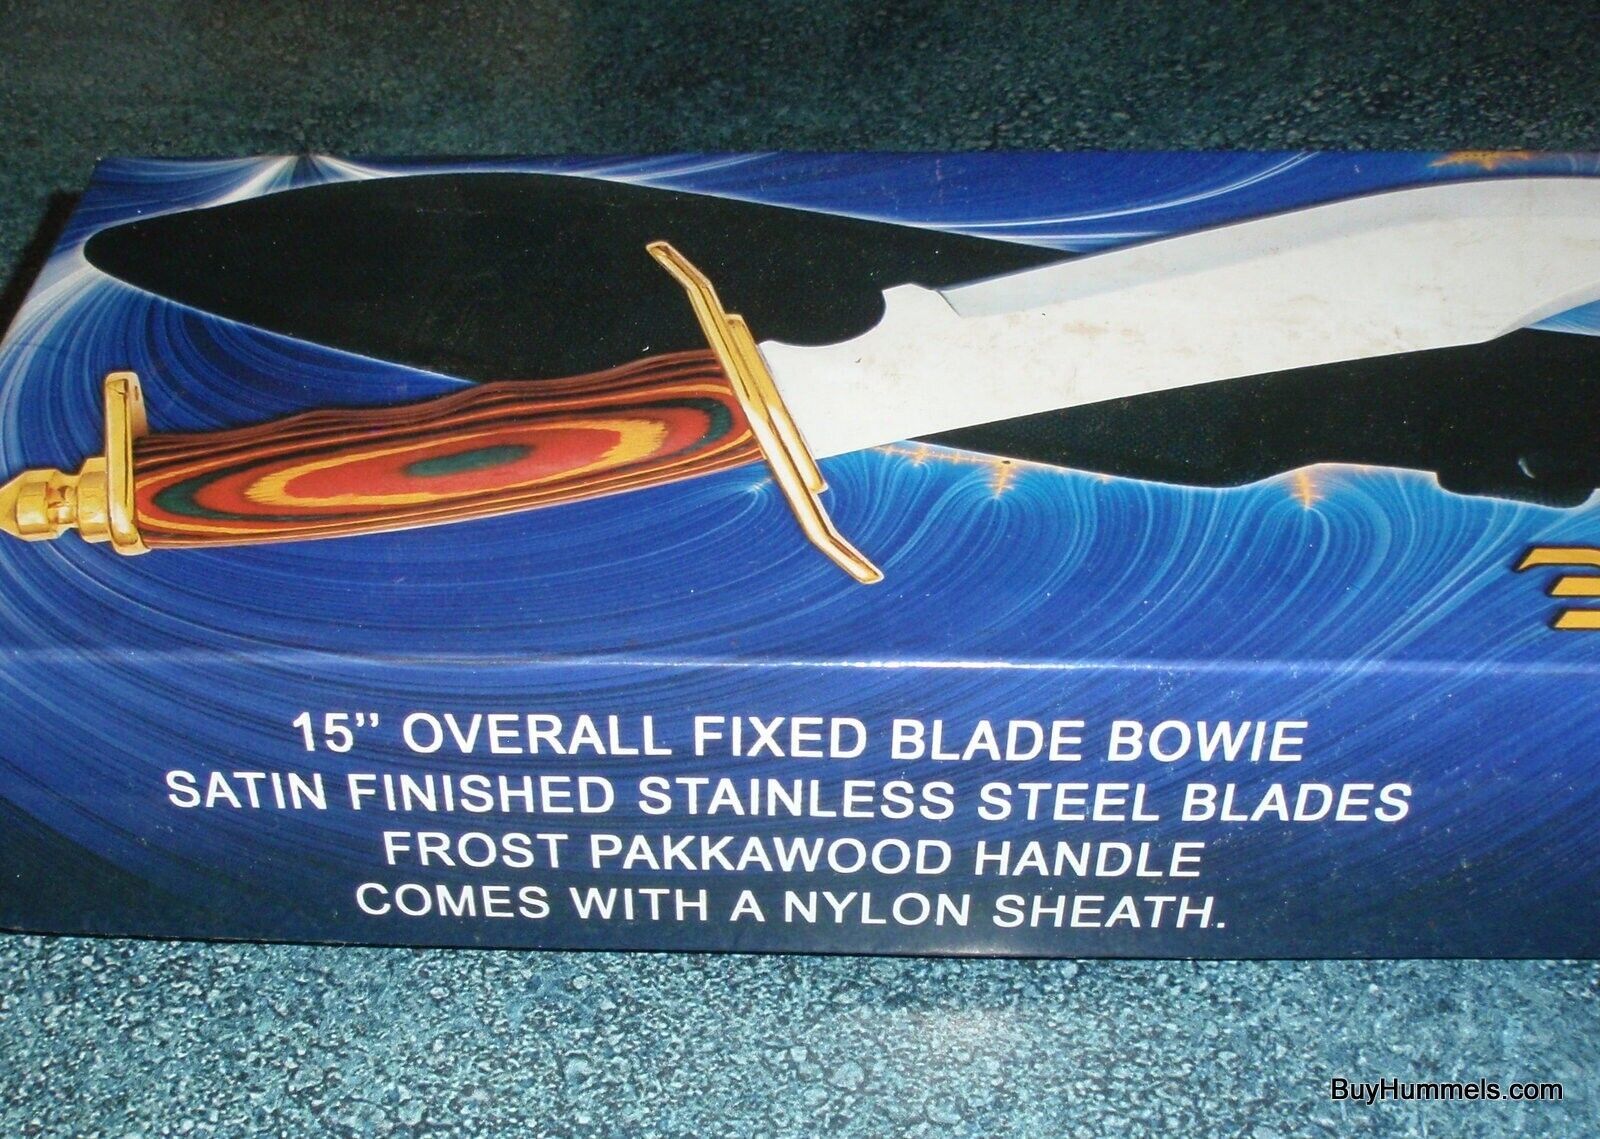 15” OVERALL FIXED BLADE BOWIE
SATIN FINISHED STAINLESS STEEL BLADES
FROST PAKKAWOOD HANDLE
COMES WITH A NYLON SHEATH.
BuyHummels.com